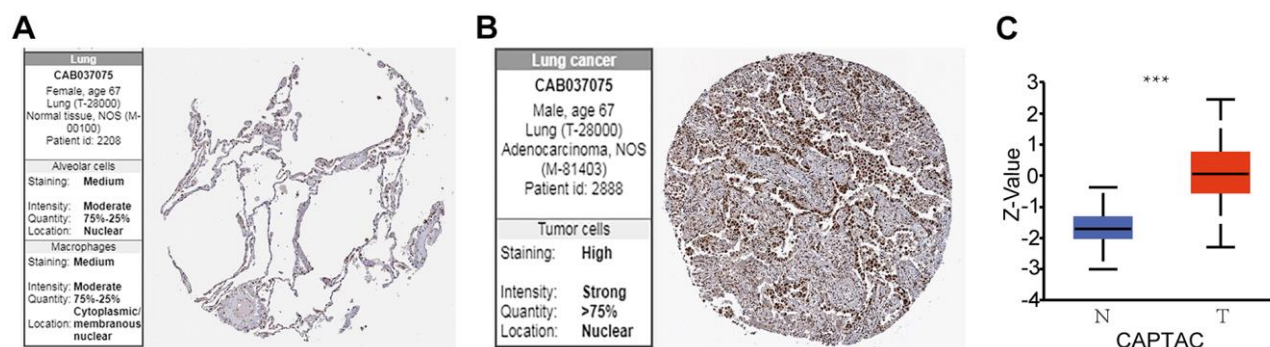 A
Lung
CAB037075
Female, age 67
Lung (T-28000)
Normal tissue, NOS (M-
00100)
Patient id: 2208
Alveolar cells
Staining: Medium
Intensity: Moderate
Quantity: 75%-25%
Location: Nuclear
Macrophages
Staining: Medium
Intensity: Moderate
Quantity: 75%-25%
Cytoplasmic/
Location: membranous
nuclear
B
Lung cancer
CAB037075
Male, age 67
Lung (T-28000)
Adenocarcinoma, NOS
(M-81403)
Patient id: 2888
Tumor cells
Staining: High
Intensity: Strong
Quantity: >75%
Location: Nuclear
C
***
Z-Value
3
2
1
0
-1
-2
-3
-4
N T
CAPTAC